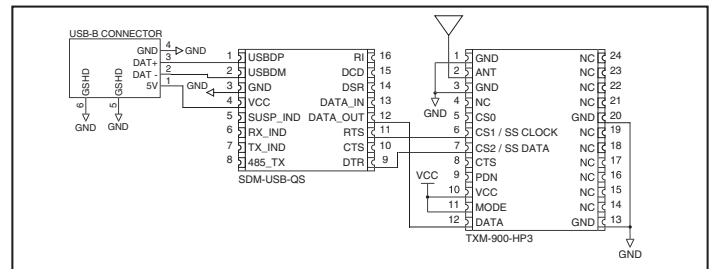 USB-B CONNECTOR
GND 4 GND
DAT+ 3
DAT - 2
5V 1
GSHD GSHD
6 5
GND GND
1 USBDP RI 16
2 USBDM DCD 15
GND 3 GND DSR 14
4 VCC DATA_IN 13
5 SUSP_IND DATA_OUT 12
6 RX_IND RTS 11
7 TX_IND CTS 10
8 485_TX DTR 9
SDM-USB-QS
1 GND NC 24
2 ANT NC 23
3 GND NC 22
GND 4 NC NC 21
5 CS0 GND 20
6 CS1 / SS CLOCK NC 19
7 CS2 / SS DATA NC 18
8 CTS NC 17
VCC 9 PDN NC 16
10 VCC NC 15
11 MODE NC 14
12 DATA GND 13
TXM-900-HP3
GND